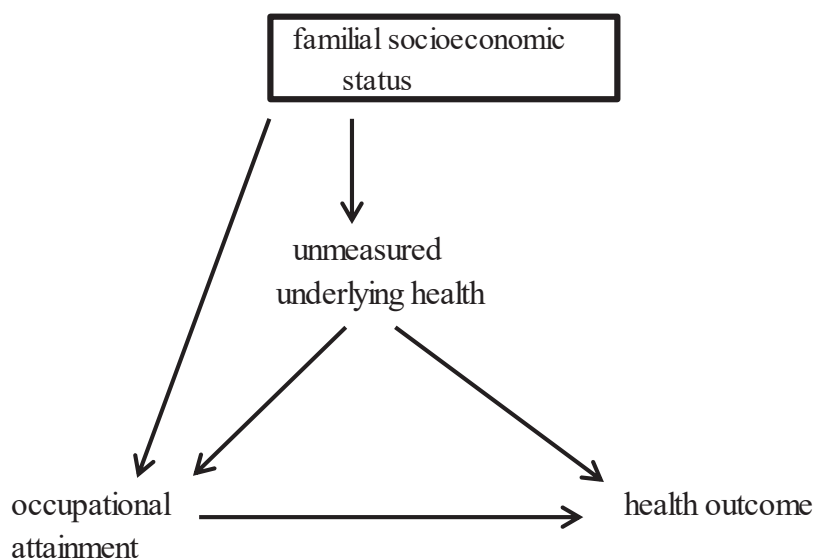 familial socioeconomic
status
unmeasured
underlying health
occupational
attainment
health outcome